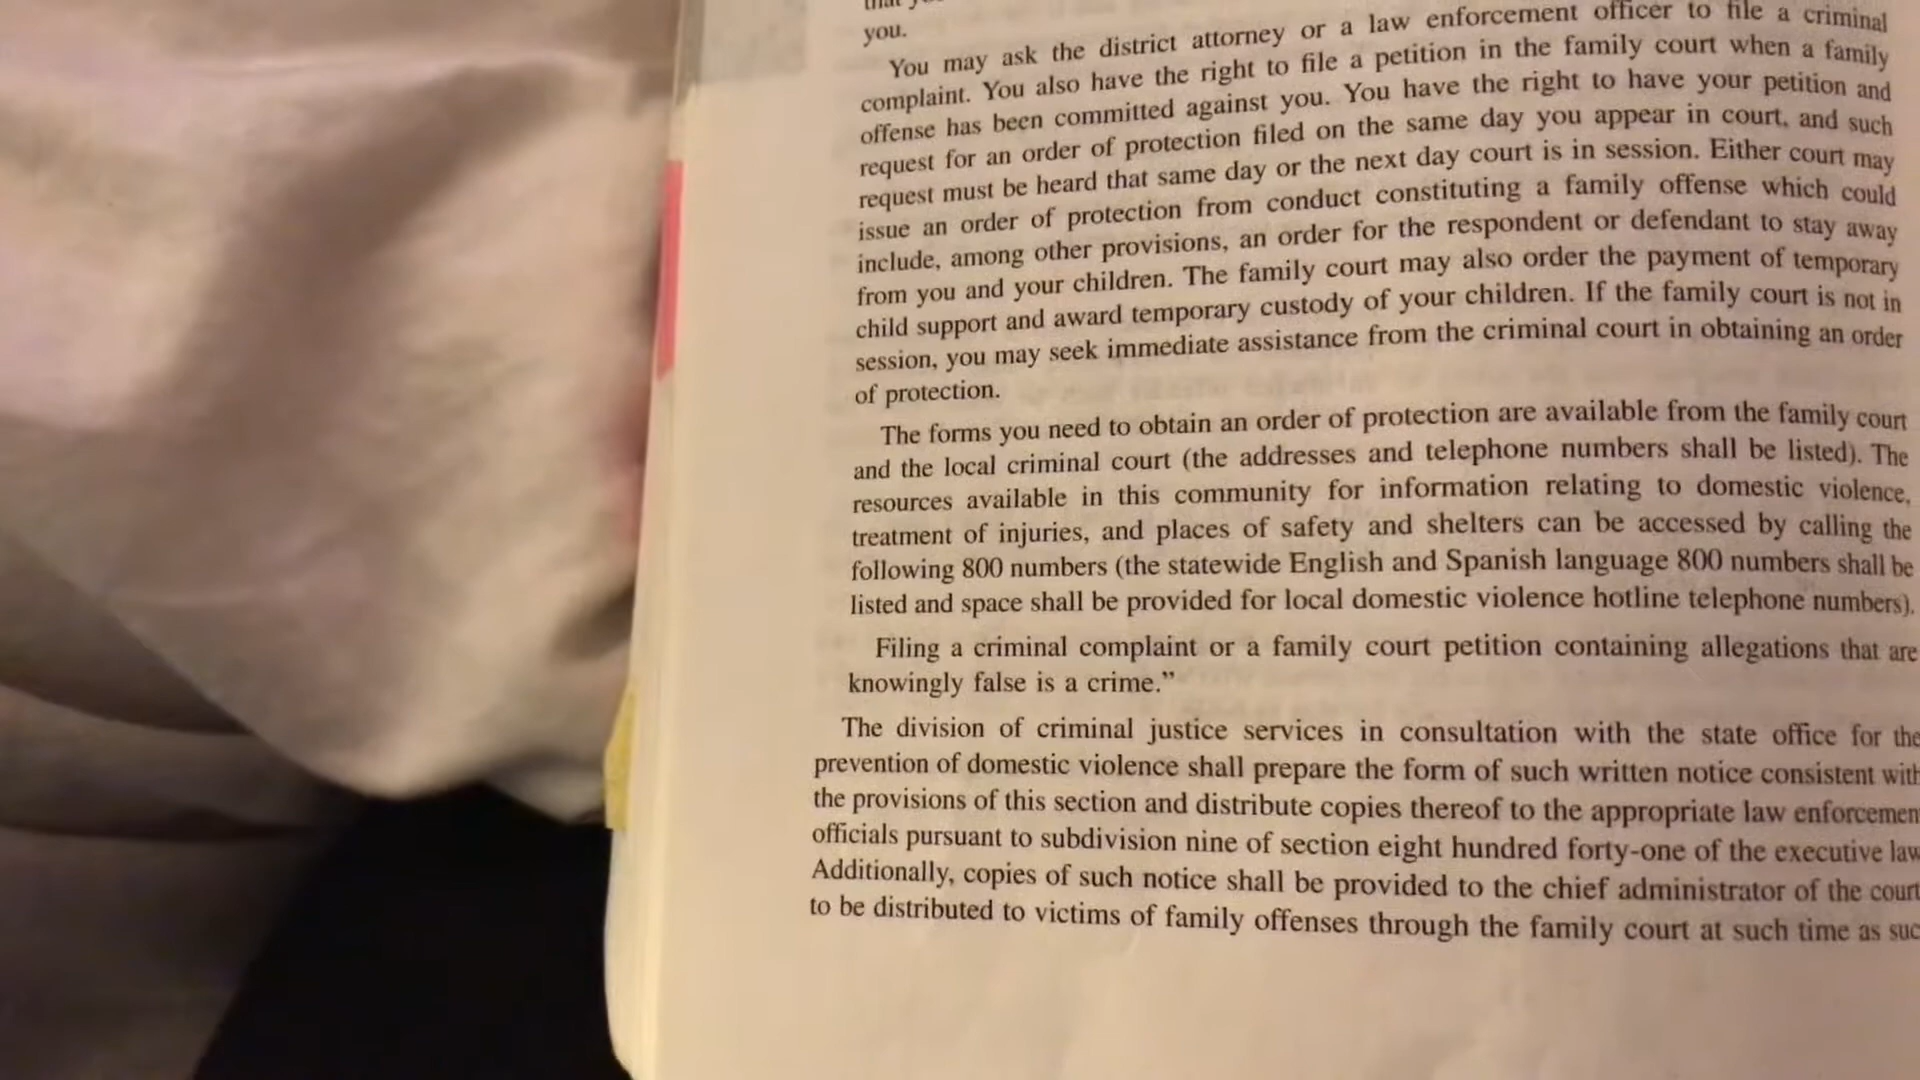 you.
You may ask the district attorney or a law enforcement officer to file a criminal
complaint. You also have the right to file a petition in the family court when a family
offense has been committed against you. You have the right to have your petition and
request for an order of protection filed on the same day you appear in court, and such
request must be heard that same day or the next day court is in session. Either court may
issue an order of protection from conduct constituting a family offense which could
include, among other provisions, an order for the respondent or defendant to stay away
from you and your children. The family court may also order the payment of temporary
child support and award temporary custody of your children. If the family court is not in
session, you may seek immediate assistance from the criminal court in obtaining an order
of protection.
The forms you need to obtain an order of protection are available from the family court
and the local criminal court (the addresses and telephone numbers shall be listed). The
resources available in this community for information relating to domestic violence,
treatment of injuries, and places of safety and shelters can be accessed by calling the
following 800 numbers (the statewide English and Spanish language 800 numbers shall be
listed and space shall be provided for local domestic violence hotline telephone numbers).
Filing a criminal complaint or a family court petition containing allegations that are
knowingly false is a crime.”
The division of criminal justice services in consultation with the state office for the
prevention of domestic violence shall prepare the form of such written notice consistent with
the provisions of this section and distribute copies thereof to the appropriate law enforcemen
officials pursuant to subdivision nine of section eight hundred forty-one of the executive law
Additionally, copies of such notice shall be provided to the chief administrator of the court
to be distributed to victims of family offenses through the family court at such time as suc